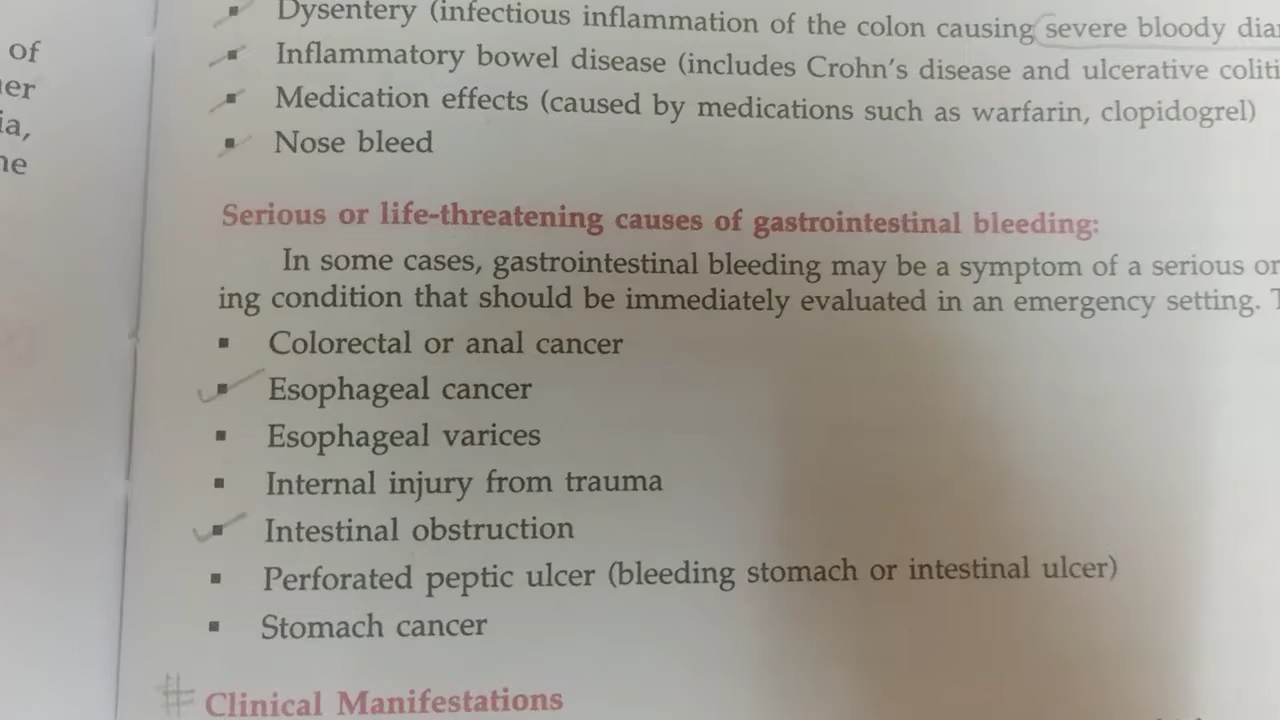 of
ia,
Dysentery (infectious inflammation of the colon causing severe bloody
Inflammatory bowel disease (includes Crohn's disease and ulcerative
Medication effects (caused by medications such as warfarin, clopidogrel)
Nose bleed
Serious or life-threatening causes of gastrointestinal bleeding:
In some cases, gastrointestinal bleeding may be a symptom of a serious or
ing condition that should be immediately evaluated in an emergency setting.
Colorectal or anal cancer
Esophageal cancer
Esophageal varices
Internal injury from trauma
Intestinal obstruction
Perforated peptic ulcer (bleeding stomach or intestinal ulcer)
Stomach cancer
# Clinical Manifestations